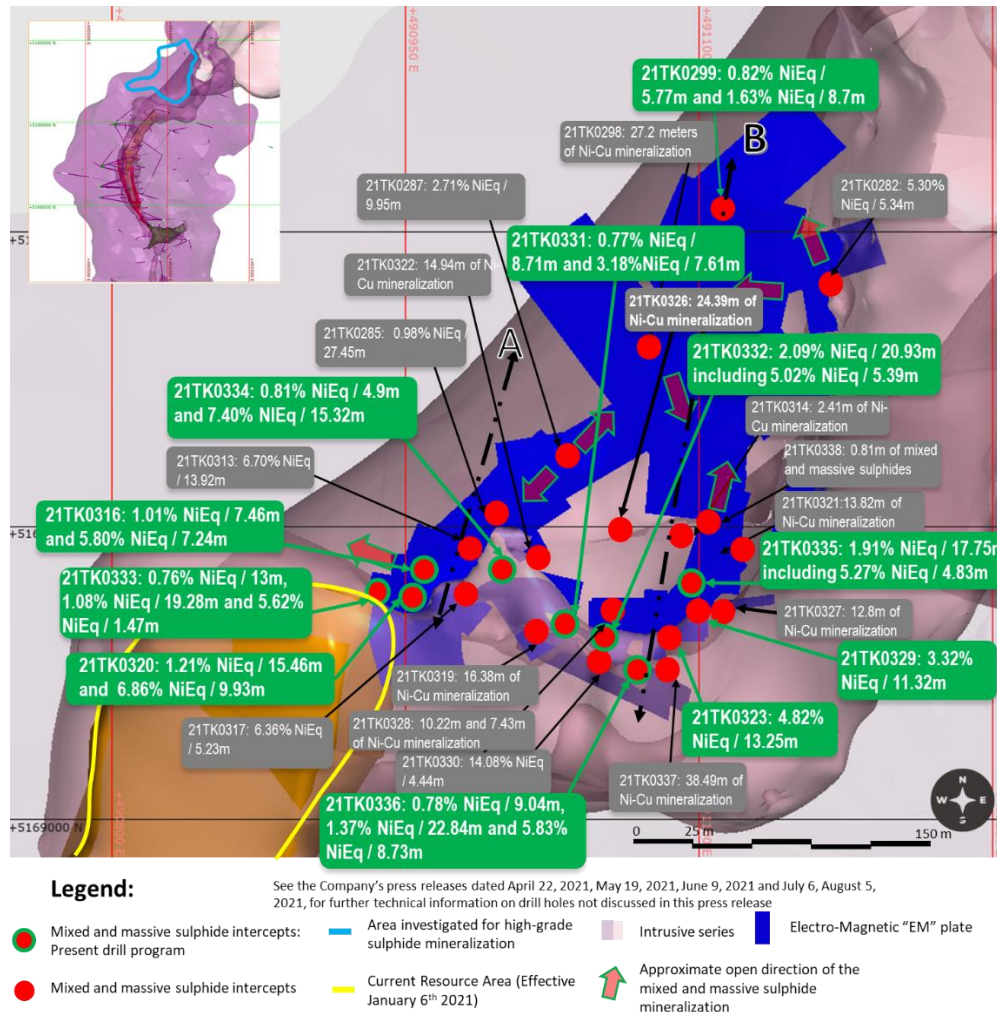 490950 E
491100 E
21TK0299: 0.82% NiEq /
5.77m and 1.63% NiEq / 8.7m
21TK0298: 27.2 meters
of Ni-Cu mineralization
B
21TK0287: 2.71% NiEq /
9.95m
21TK0282: 5.30%
NiEq / 5.34m
+51
21TK0331: 0.77% NiEq /
8.71m and 3.18%NiEq / 7.61m
21TK0322: 14.94m of Ni-
Cu mineralization
21TK0326: 24.39m of
Ni-Cu mineralization
21TK0285: 0.98% NiEq /
27.45m
A
21TK0332: 2.09% NiEq / 20.93m
including 5.02% NiEq / 5.39m
21TK0334: 0.81% NiEq / 4.9m
and 7.40% NIEq / 15.32m
21TK0314: 2.41m of Ni-
Cu mineralization
21TK0338: 0.81m of mixed
and massive sulphides
21TK0313: 6.70% NiEq
/ 13.92m
21TK0321:13.82m of
Ni-Cu mineralization
21TK0316: 1.01% NiEq / 7.46m
and 5.80% NiEq / 7.24m
+516
21TK0335: 1.91% NiEq / 17.75m
including 5.27% NiEq / 4.83m
21TK0333: 0.76% NiEq / 13m,
1.08% NiEq / 19.28m and 5.62%
NiEq / 1.47m
21TK0327: 12.8m of
Ni-Cu mineralization
21TK0320: 1.21% NiEq / 15.46m
and 6.86% NiEq / 9.93m
21TK0329: 3.32%
NiEq / 11.32m
21TK0319: 16.38m of
Ni-Cu mineralization
21TK0317: 6.36% NiEq
/ 5.23m
21TK0328: 10.22m and 7.43m
of Ni-Cu mineralization
21TK0323: 4.82%
NiEq / 13.25m
21TK0330: 14.08% NiEq
/ 4.44m
21TK0337: 38.49m of
Ni-Cu mineralization
21TK0336: 0.78% NiEq / 9.04m,
1.37% NiEq / 22.84m and 5.83%
NiEq / 8.73m
+5169000 N
N
W E
S
0 25 m 150 m
Legend:
See the Company's press releases dated April 22, 2021, May 19, 2021, June 9, 2021 and July 6, August 5,
2021, for further technical information on drill holes not discussed in this press release
Mixed and massive sulphide intercepts:
Present drill program
Area investigated for high-grade
sulphide mineralization
Intrusive series
Electro-Magnetic "EM" plate
Mixed and massive sulphide intercepts
Current Resource Area (Effective
January 6th 2021)
Approximate open direction of the
mixed and massive sulphide
mineralization